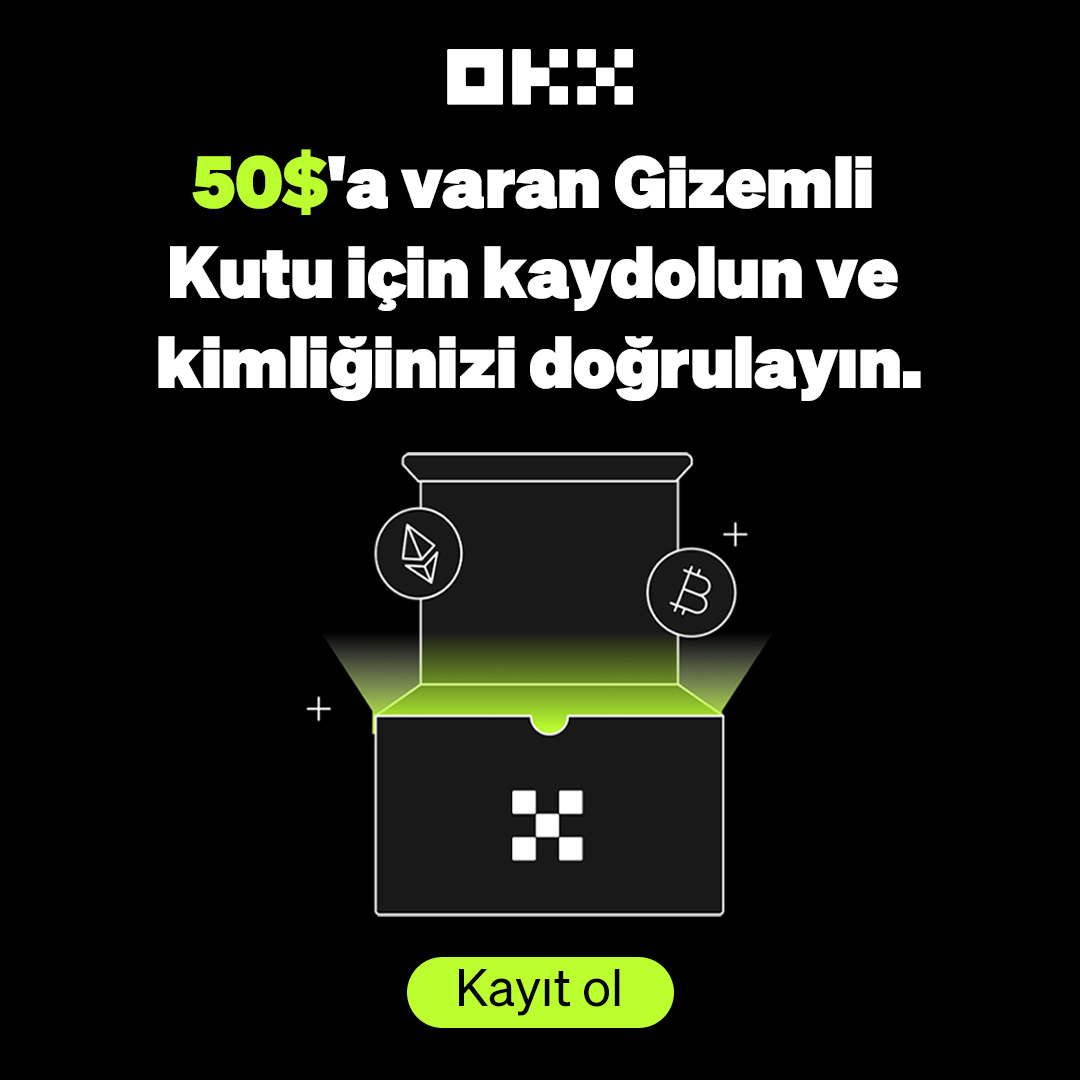 OKX
50$'a varan Gizemli
Kutu için kaydolun ve
kimliğinizi doğrulayın.
Kayıt ol